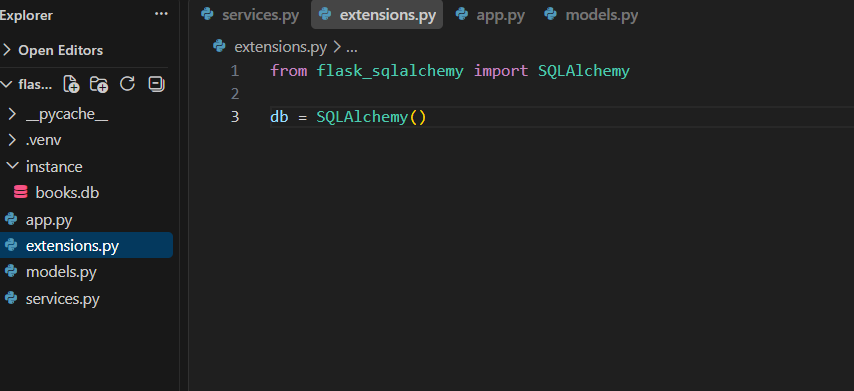 Explorer ...
Open Editors
flas...
__pycache__
.venv
instance
books.db
app.py
extensions.py
models.py
services.py
services.py extensions.py app.py models.py
extensions.py > ...
1 from flask_sqlalchemy import SQLAlchemy
2
3 db = SQLAlchemy()